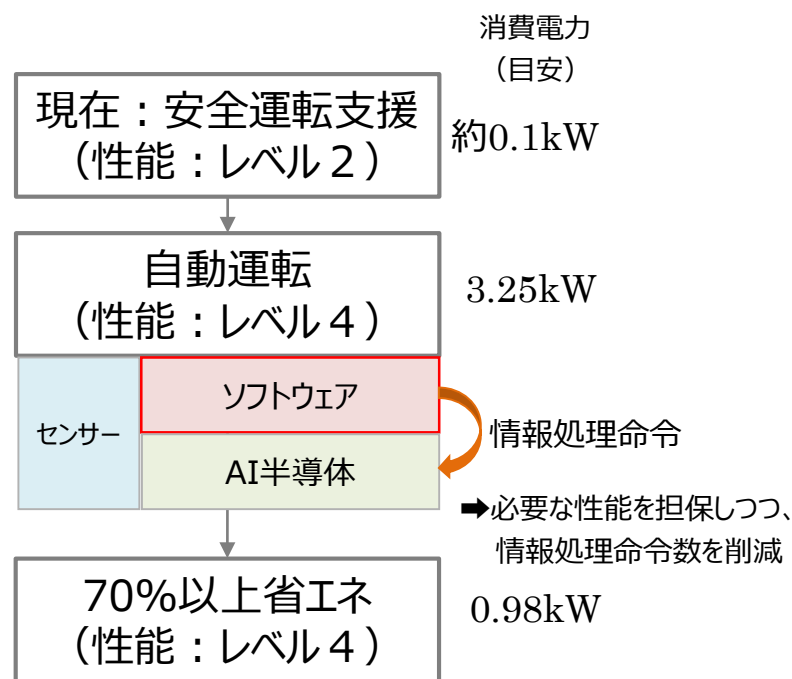 消費電力
（目安）
現在：安全運転支援
（性能：レベル２）
約0.1kW
自動運転
（性能：レベル４）
3.25kW
センサー
ソフトウェア
AI半導体
情報処理命令
➡必要な性能を担保しつつ、
情報処理命令数を削減
70%以上省エネ
（性能：レベル４）
0.98kW